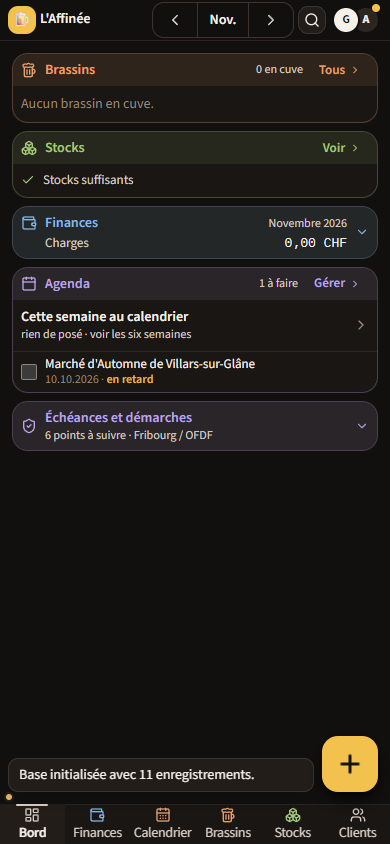 L'Affinée
Nov.
G
A
Brassins
0 en cuve
Tous
Aucun brassin en cuve.
Stocks
Voir
Stocks suffisants
Finances
Novembre 2026
Charges
0,00 CHF
Agenda
1 à faire
Gérer
Cette semaine au calendrier
rien de posé · voir les six semaines
Marché d'Automne de Villars-sur-Glâne
10.10.2026 · en retard
Échéances et démarches
6 points à suivre · Fribourg / OFDF
Base initialisée avec 11 enregistrements.
Bord
Finances
Calendrier
Brassins
Stocks
Clients